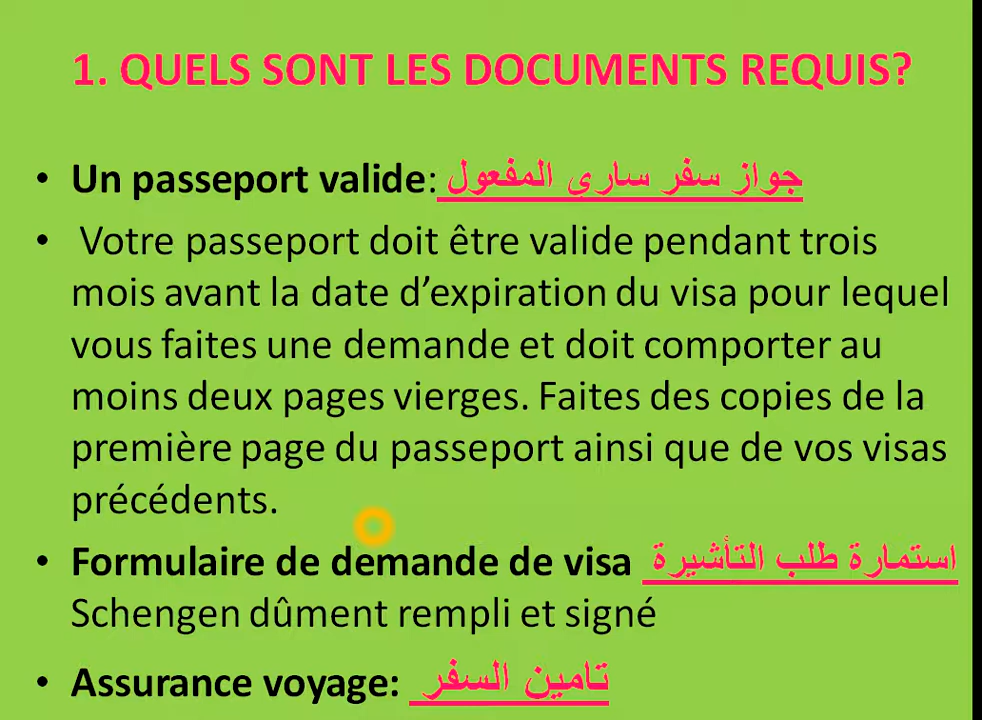 1. QUELS SONT LES DOCUMENTS REQUIS?
• Un passeport valide: جواز سفر سارى المفعول
• Votre passeport doit être valide pendant trois
mois avant la date d’expiration du visa pour lequel
vous faites une demande et doit comporter au
moins deux pages vierges. Faites des copies de la
première page du passeport ainsi que de vos visas
précédents.
• Formulaire de demande de visa استمارة طلب التأشيرة
Schengen dûment rempli et signé
• Assurance voyage: تامين السفر